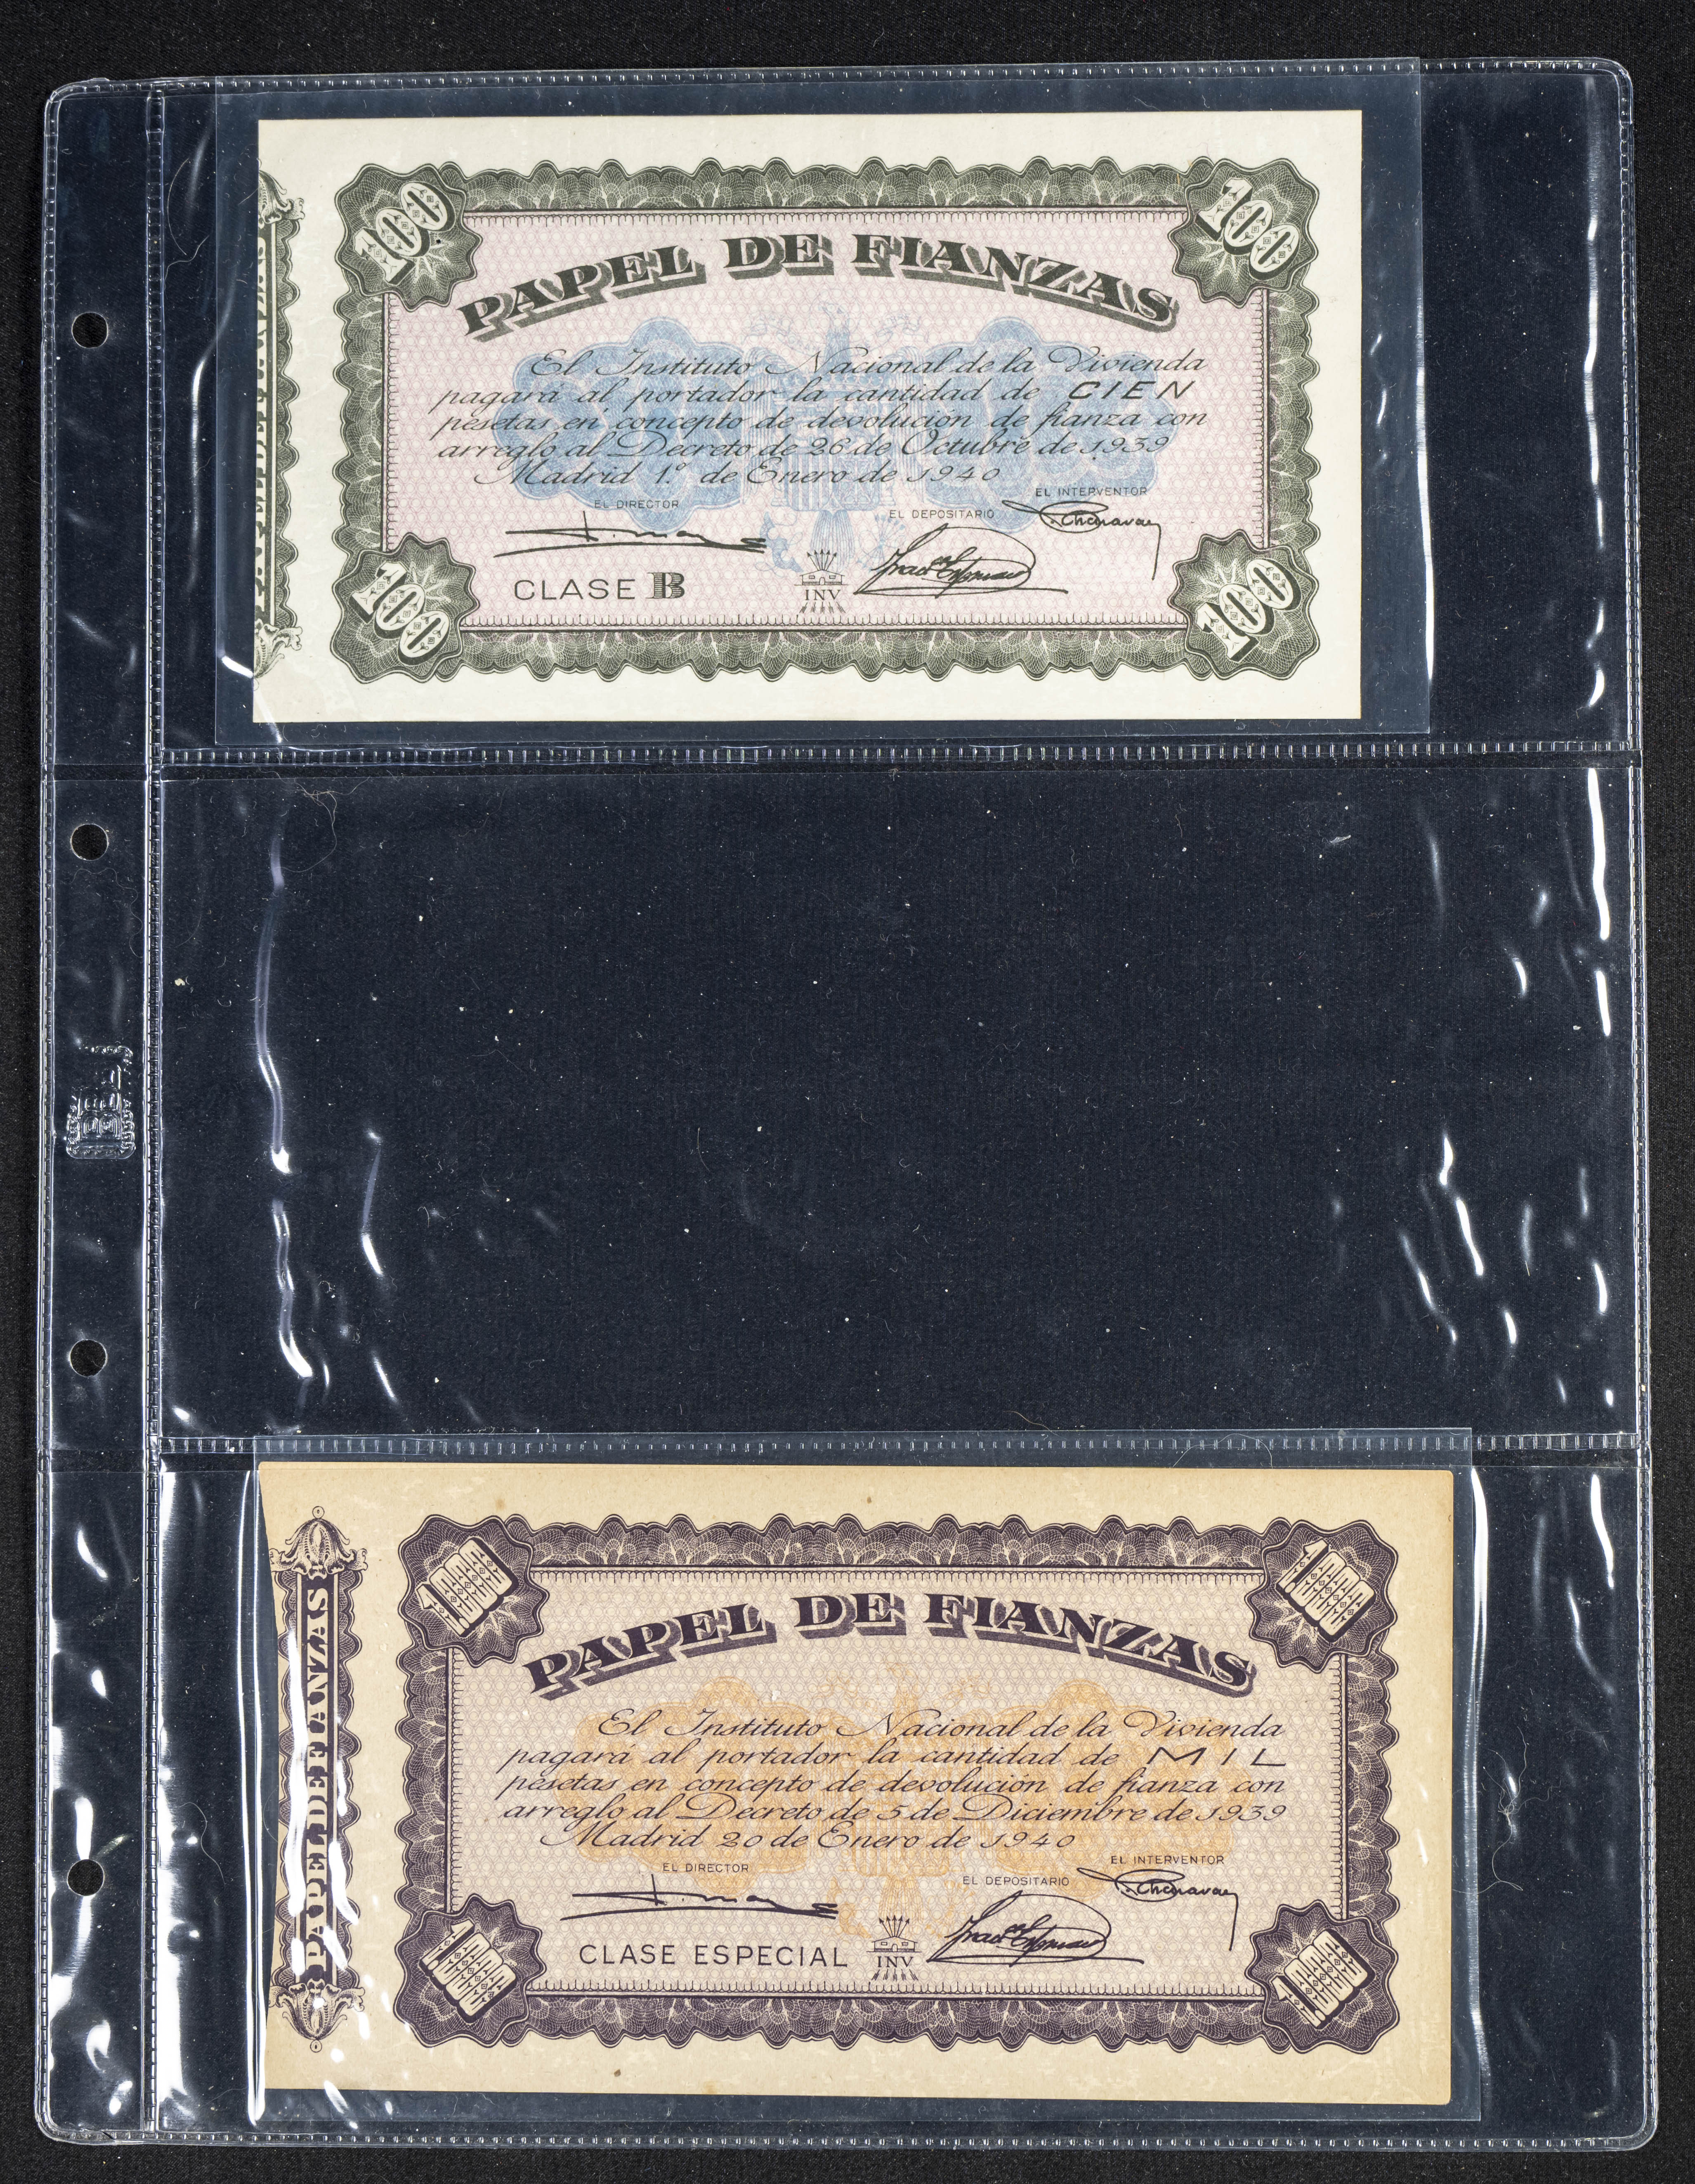 100
100
PAPEL DE FIANZAS
El Instituto Nacional de la Vivienda
pagará al portador la cantidad de CIEN
pesetas en concepto de devolución de fianza con
arreglo al Decreto de 26 de Octubre de 1939
Madrid 1.º de Enero de 1940
EL DIRECTOR
EL DEPOSITARIO
EL INTERVENTOR
CLASE B
INV
100
100
PAPEL DE FIANZAS
1000
1000
PAPEL DE FIANZAS
El Instituto Nacional de la Vivienda
pagará al portador la cantidad de MIL
pesetas en concepto de devolución de fianza con
arreglo al Decreto de 5 de Diciembre de 1939
Madrid 20 de Enero de 1940
EL DIRECTOR
EL DEPOSITARIO
EL INTERVENTOR
CLASE ESPECIAL
INV
1000
1000